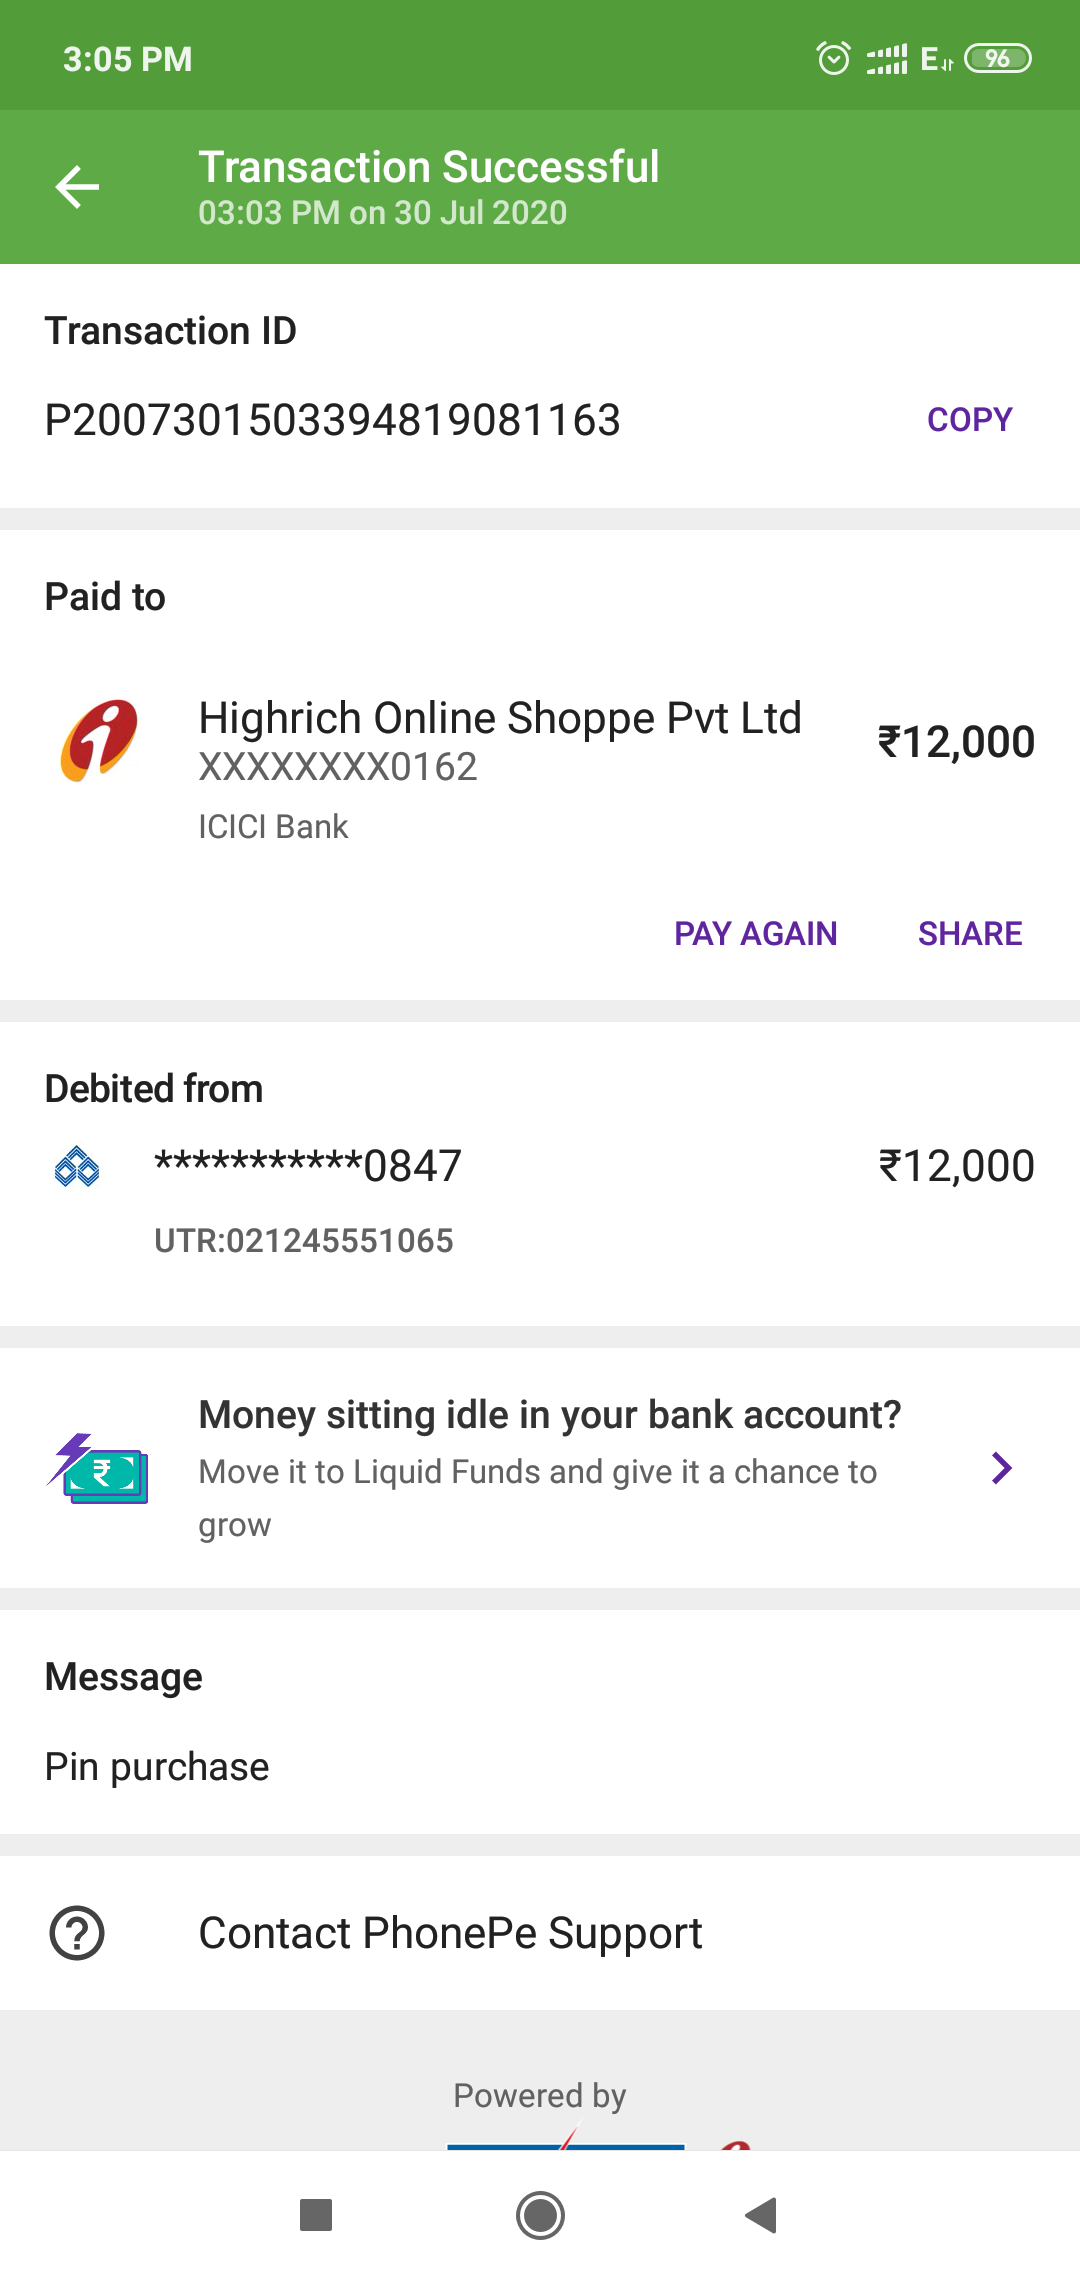 3:05 PM
E
96
Transaction Successful
03:03 PM on 30 Jul 2020
Transaction ID
P2007301503394819081163
COPY
Paid to
Highrich Online Shoppe Pvt Ltd
₹12,000
XXXXXXXX0162
ICICI Bank
PAY AGAIN
SHARE
Debited from
***********0847
₹12,000
UTR:021245551065
Money sitting idle in your bank account?
Move it to Liquid Funds and give it a chance to
grow
Message
Pin purchase
Contact PhonePe Support
Powered by